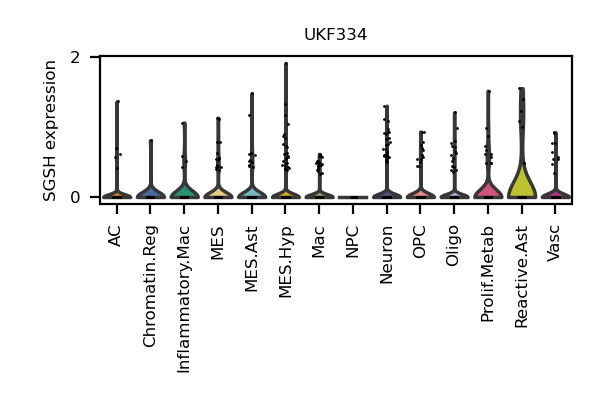 UKF334
SGSH expression
2
0
AC
Chromatin.Reg
Inflammatory.Mac
MES
MES.Ast
MES.Hyp
Mac
NPC
Neuron
OPC
Oligo
Prolif.Metab
Reactive.Ast
Vasc